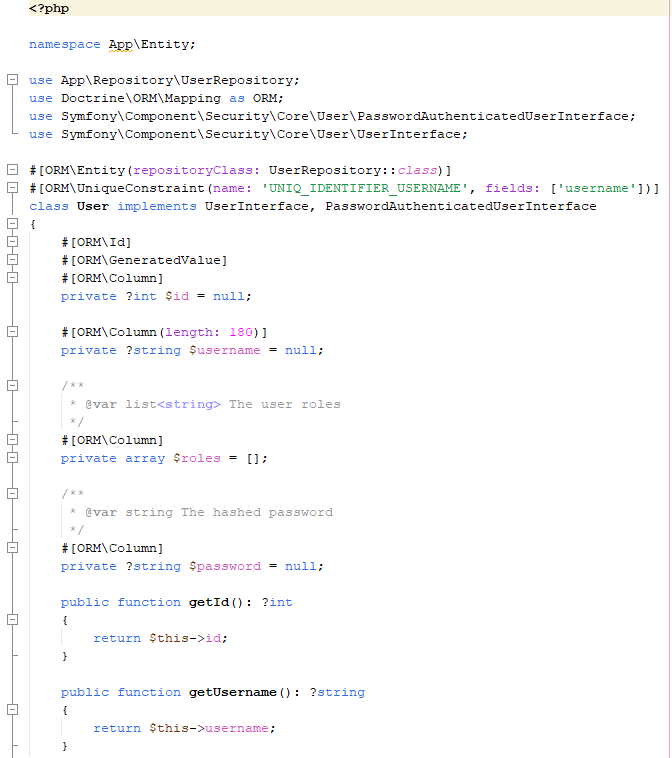 <?php
namespace App\Entity;
use App\Repository\UserRepository;
use Doctrine\ORM\Mapping as ORM;
use Symfony\Component\Security\Core\User\PasswordAuthenticatedUserInterface;
use Symfony\Component\Security\Core\User\UserInterface;
#[ORM\Entity(repositoryClass: UserRepository::class)]
#[ORM\UniqueConstraint(name: 'UNIQ_IDENTIFIER_USERNAME', fields: ['username'])]
class User implements UserInterface, PasswordAuthenticatedUserInterface
{
    #[ORM\Id]
    #[ORM\GeneratedValue]
    #[ORM\Column]
    private ?int $id = null;
    #[ORM\Column(length: 180)]
    private ?string $username = null;
    /**
     * @var list<string> The user roles
     */
    #[ORM\Column]
    private array $roles = [];
    /**
     * @var string The hashed password
     */
    #[ORM\Column]
    private ?string $password = null;
    public function getId(): ?int
    {
        return $this->id;
    }
    public function getUsername(): ?string
    {
        return $this->username;
    }